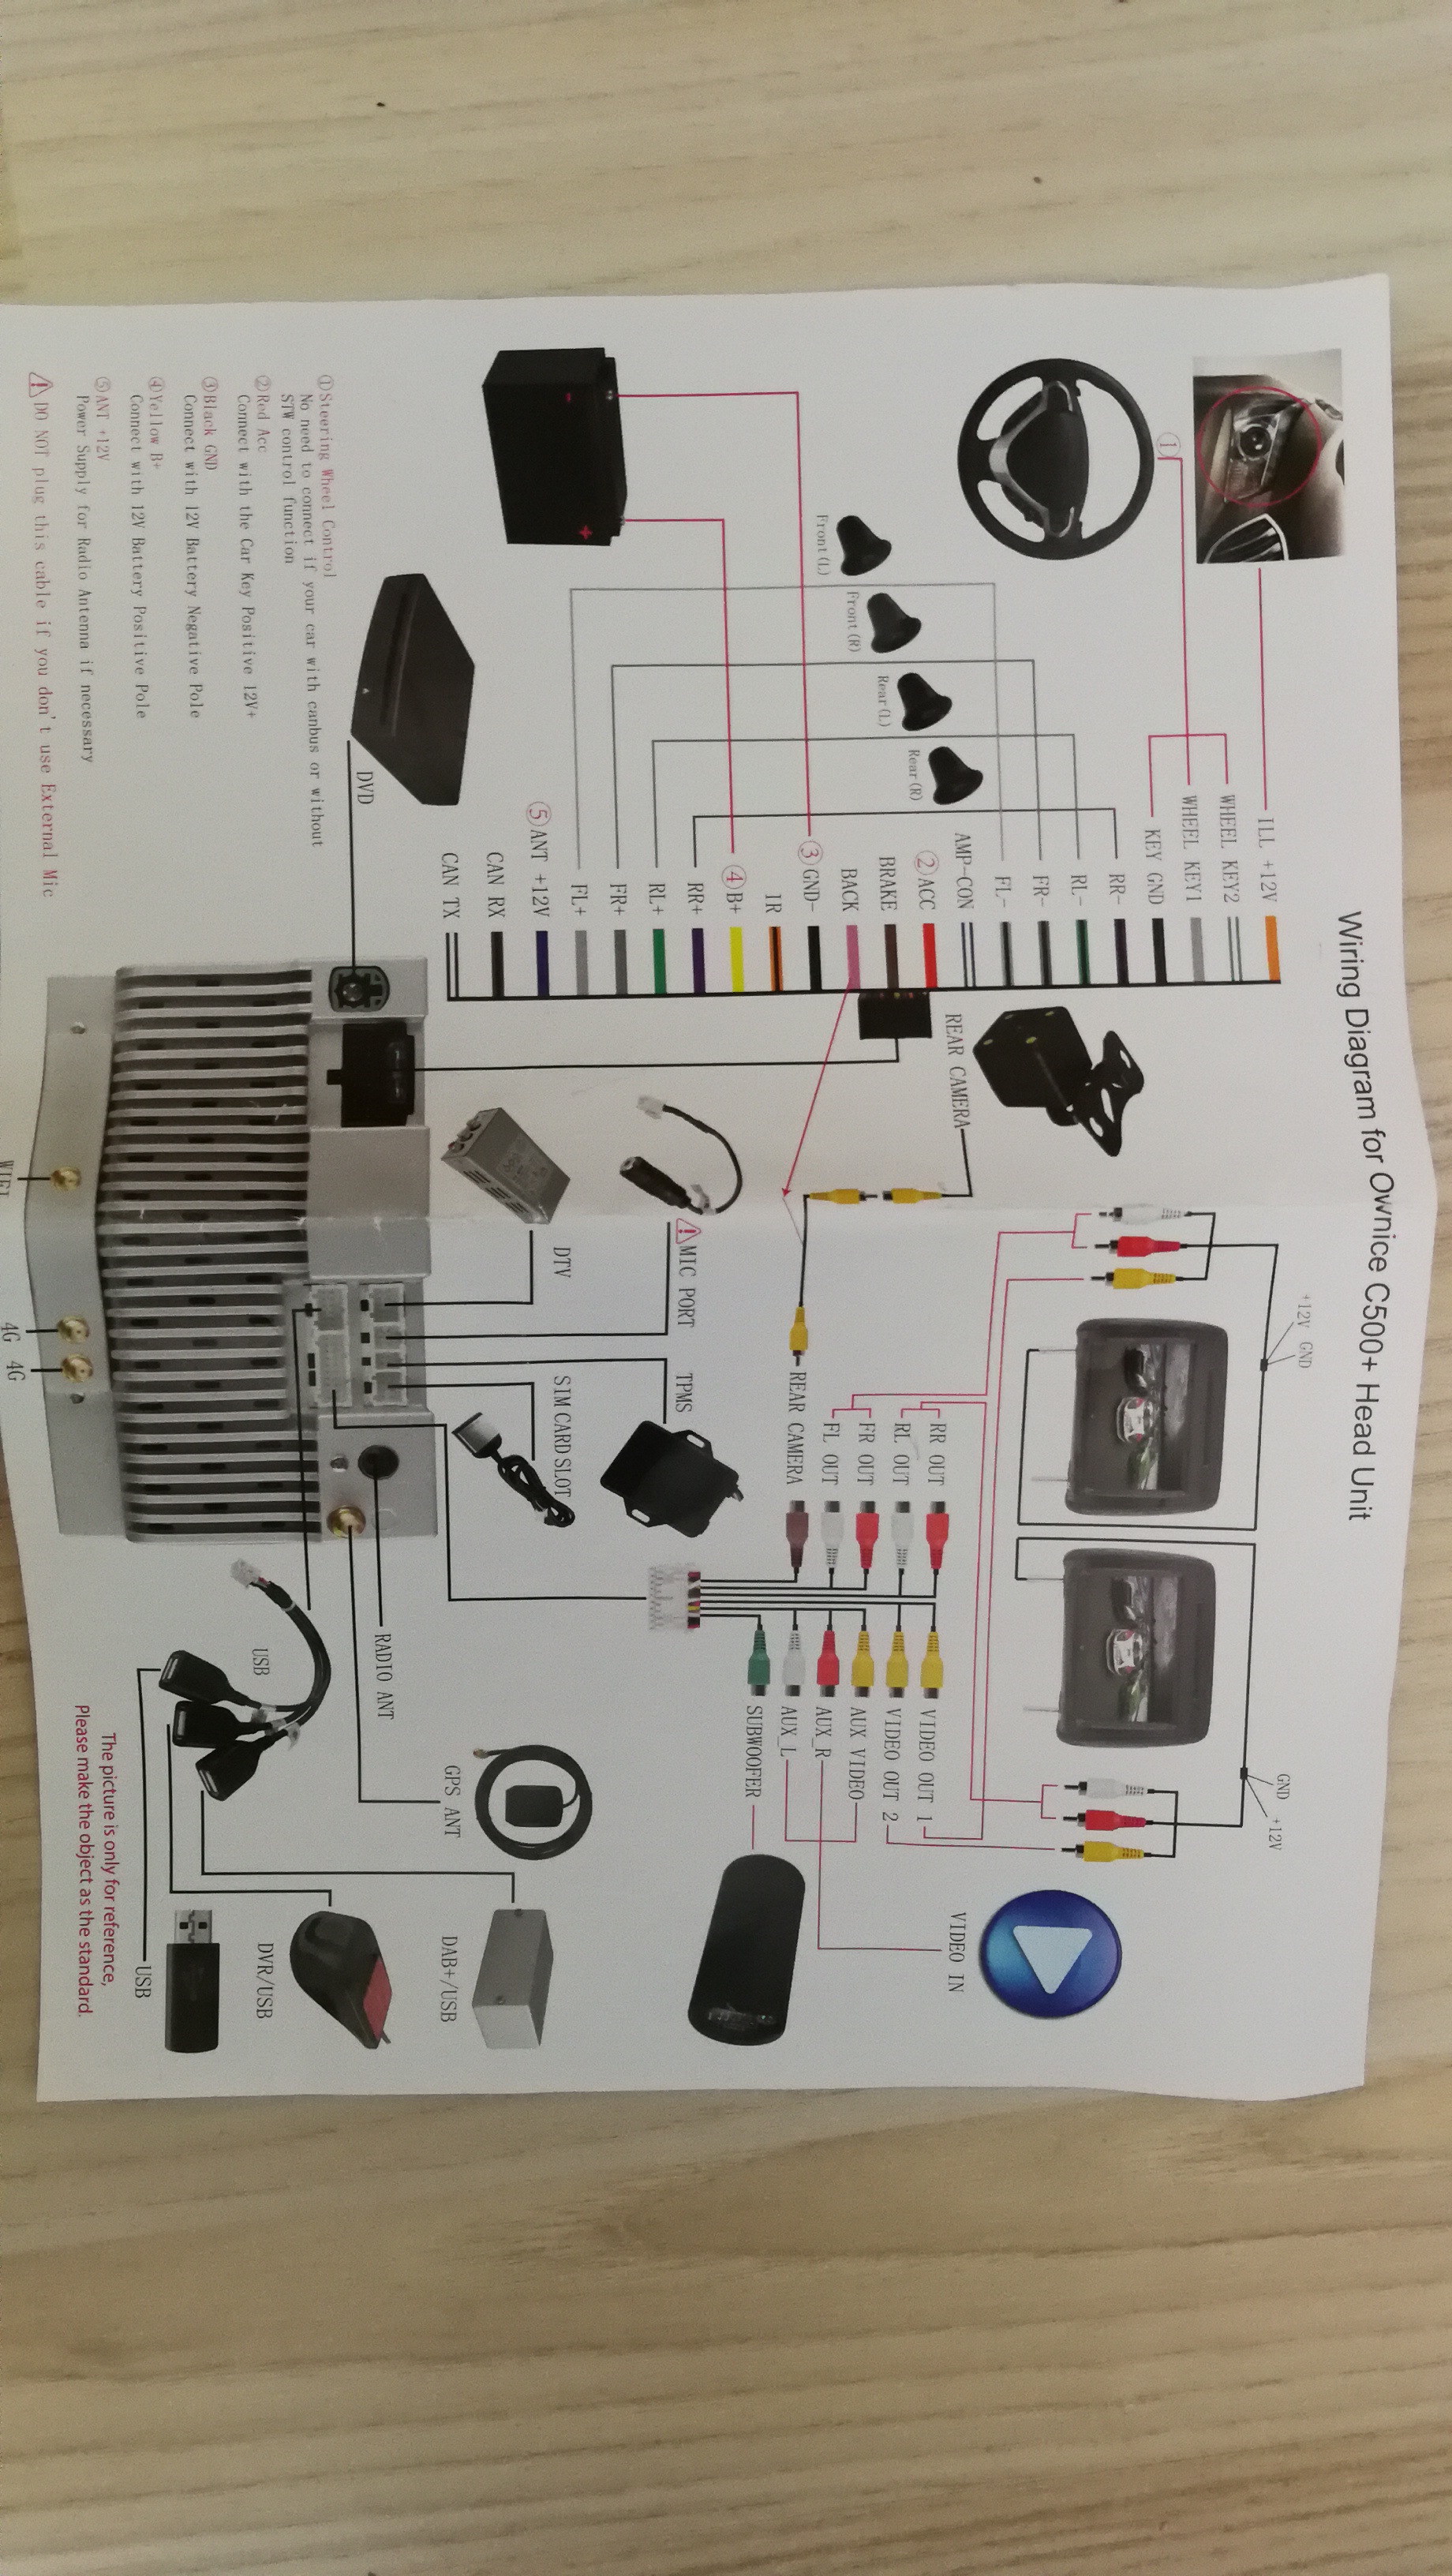 Wiring Diagram for Ownice C500+ Head Unit
ILL +12V
WHEEL KEY2
WHEEL KEY1
KEY GND
①
RR-
RL-
FR-
FL-
AMP-CON
②ACC
BRAKE
BACK
③GND-
IR
④B+
RR+
RL+
FR+
FL+
⑤ANT +12V
CAN RX
CAN TX
Rear(R)
Rear(L)
Front(R)
Front(L)
- +
DVD
①Steering Wheel Control
No need to connect if your car with canbus or without
STW control function
②Red Acc
Connect with the Car Key Positive 12V+
③Black GND
Connect with 12V Battery Negative Pole
④Yellow B+
Connect with 12V Battery Positive Pole
⑤ANT +12V
Power Supply for Radio Antenna if necessary
DO NOT plug this cable if you don't use External Mic
+12V GND
GND +12V
REAR CAMERA
VIDEO IN
RR OUT
RL OUT
FR OUT
FL OUT
REAR CAMERA
VIDEO OUT 1
VIDEO OUT 2
AUX VIDEO
AUX_R
AUX_L
SUBWOOFER
MIC PORT
TPMS
DTV
SIM CARD SLOT
GPS ANT
DAB+/USB
RADIO ANT
USB
DVR/USB
USB
WIFI
4G 4G
The picture is only for reference,
Please make the object as the standard.